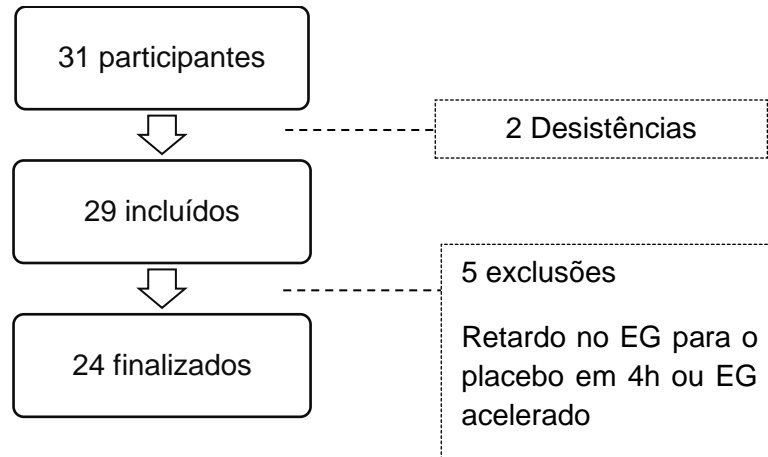 31 participantes
2 Desistências
29 incluídos
5 exclusões
Retardo no EG para o
placebo em 4h ou EG
acelerado
24 finalizados